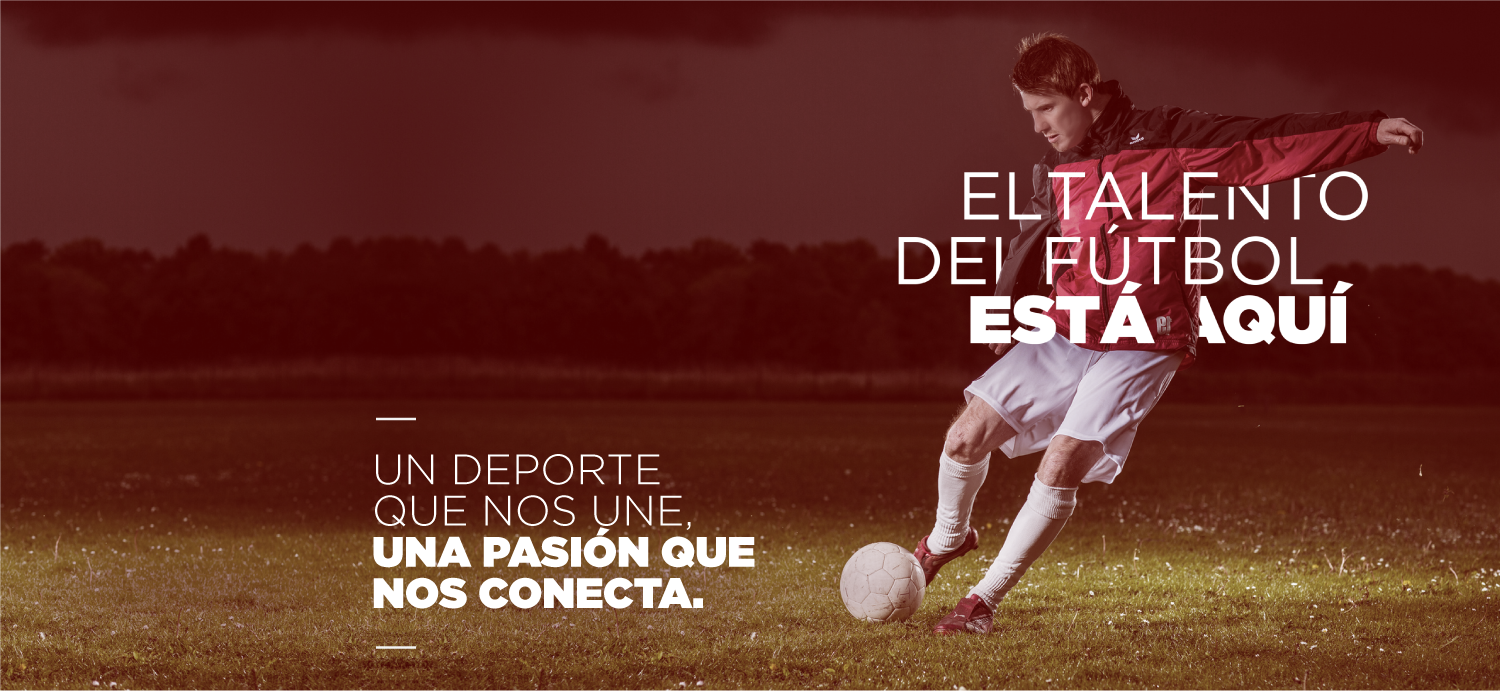 EL TALENTO
DEL FÚTBOL
ESTÁ AQUÍ
UN DEPORTE
QUE NOS UNE,
UNA PASIÓN QUE
NOS CONECTA.